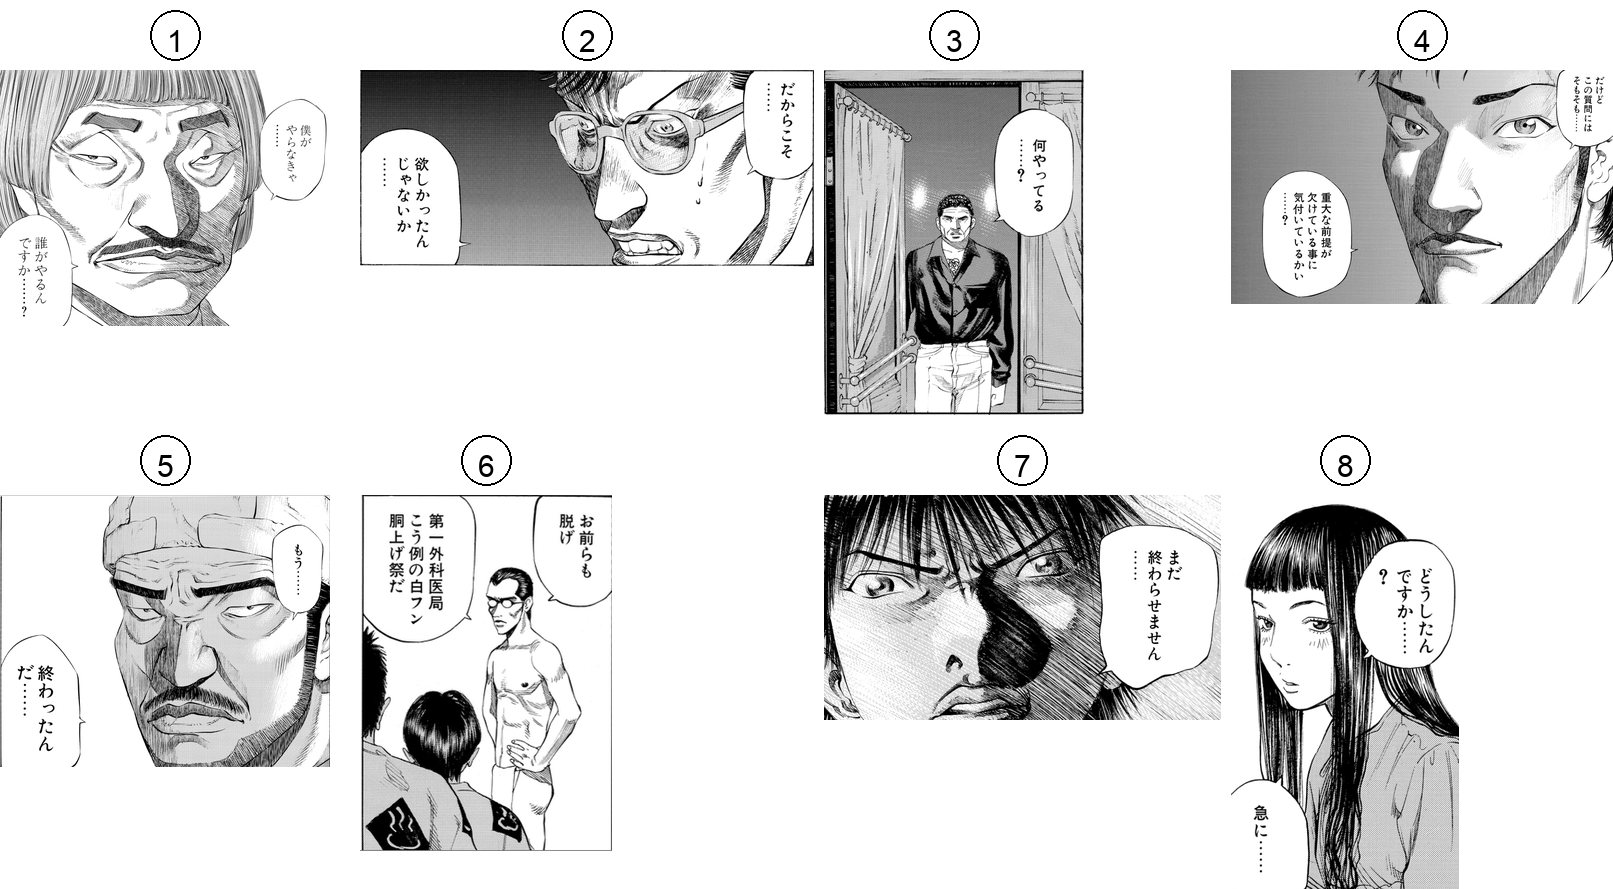 1
僕が
やらなきゃ
……
誰がやるん
ですか……？
2
だからこそ
……
欲しかったん
じゃないか
……
3
何やってる
……？
4
だけど
この質問には
そもそも……
重大な前提が
欠けている事に
気付いているかい
……？
5
もう……
終わったん
だ……
6
お前らも
脱げ
第一外科医局
こう例の白フン
胴上げ祭だ
7
まだ
終わらせません
……
8
どうしたん
ですか……
？
急に……